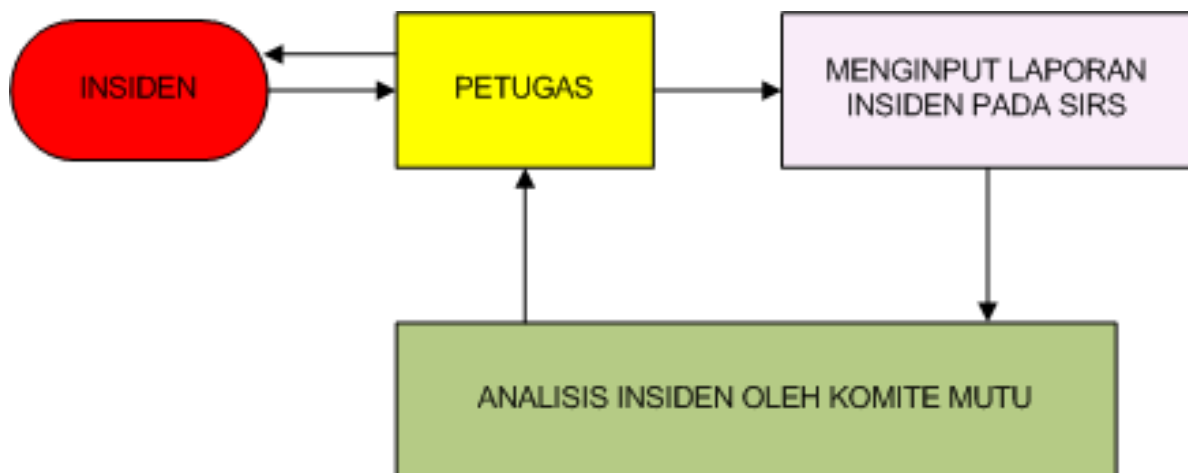 INSIDEN
PETUGAS
MENGINPUT LAPORAN
INSIDEN PADA SIRS
ANALISIS INSIDEN OLEH KOMITE MUTU